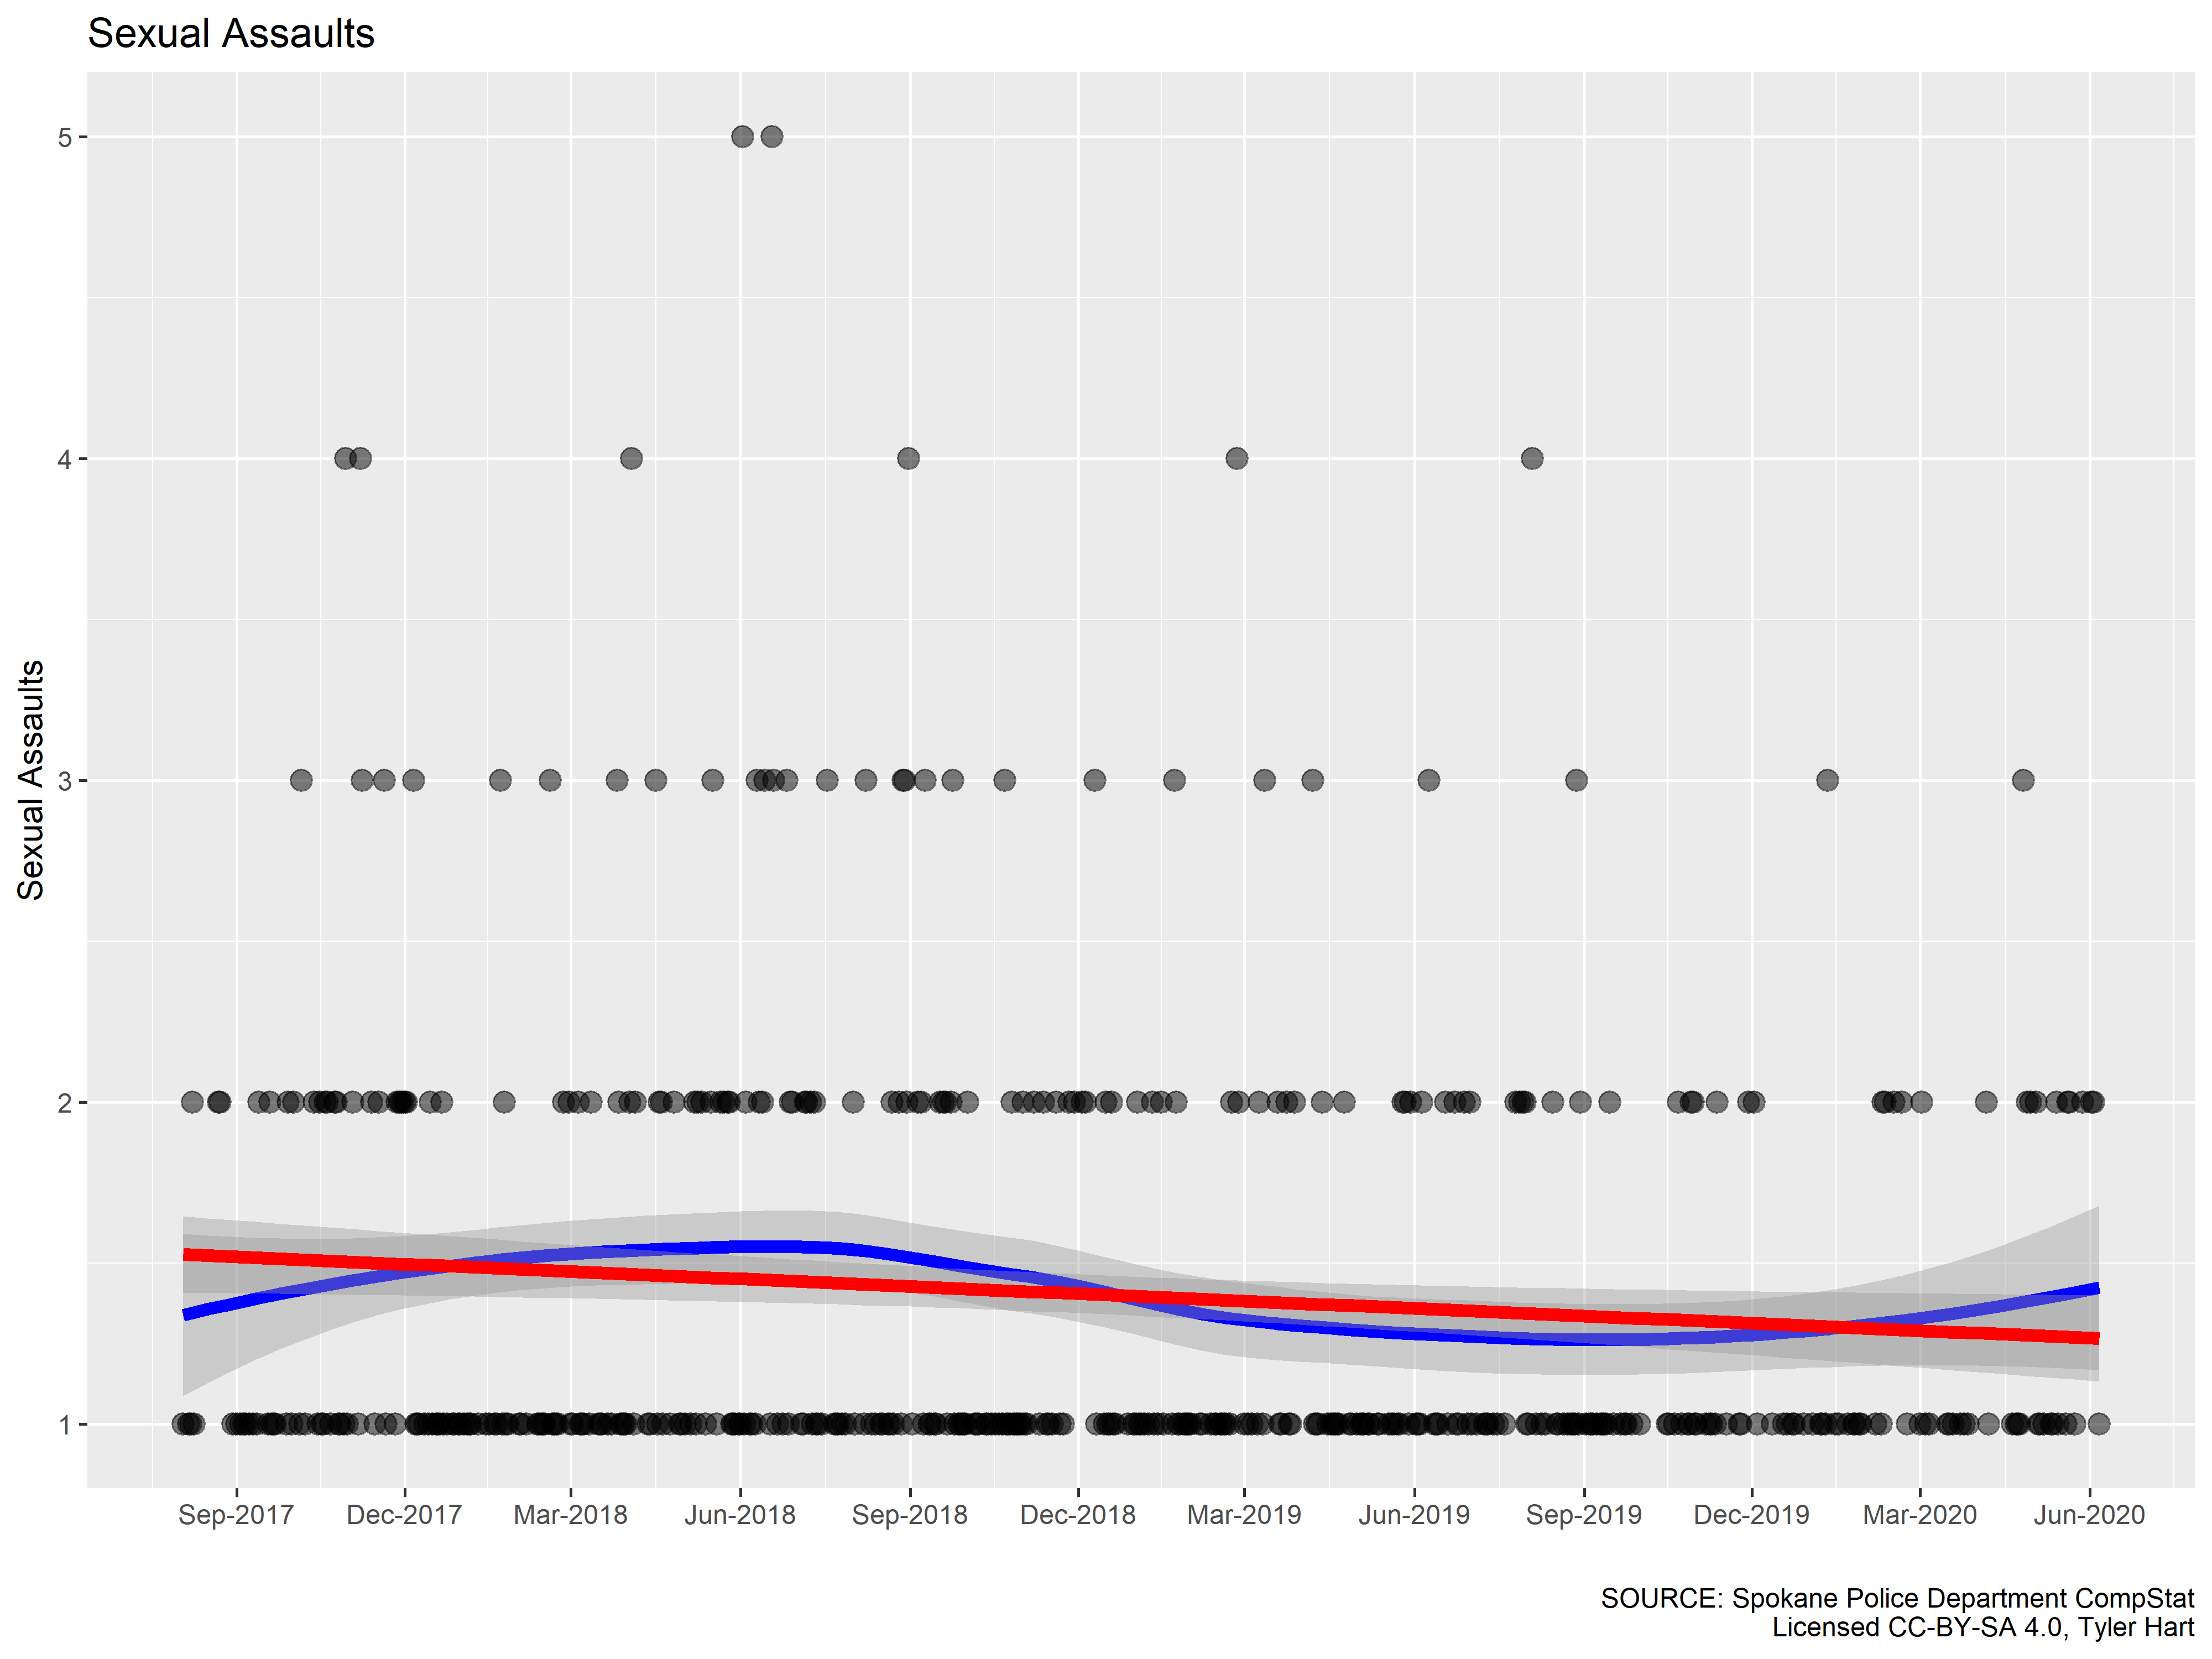 Sexual Assaults
Sexual Assaults
5
4
3
2
1
Sep-2017 Dec-2017 Mar-2018 Jun-2018 Sep-2018 Dec-2018 Mar-2019 Jun-2019 Sep-2019 Dec-2019 Mar-2020 Jun-2020
SOURCE: Spokane Police Department CompStat
Licensed CC-BY-SA 4.0, Tyler Hart